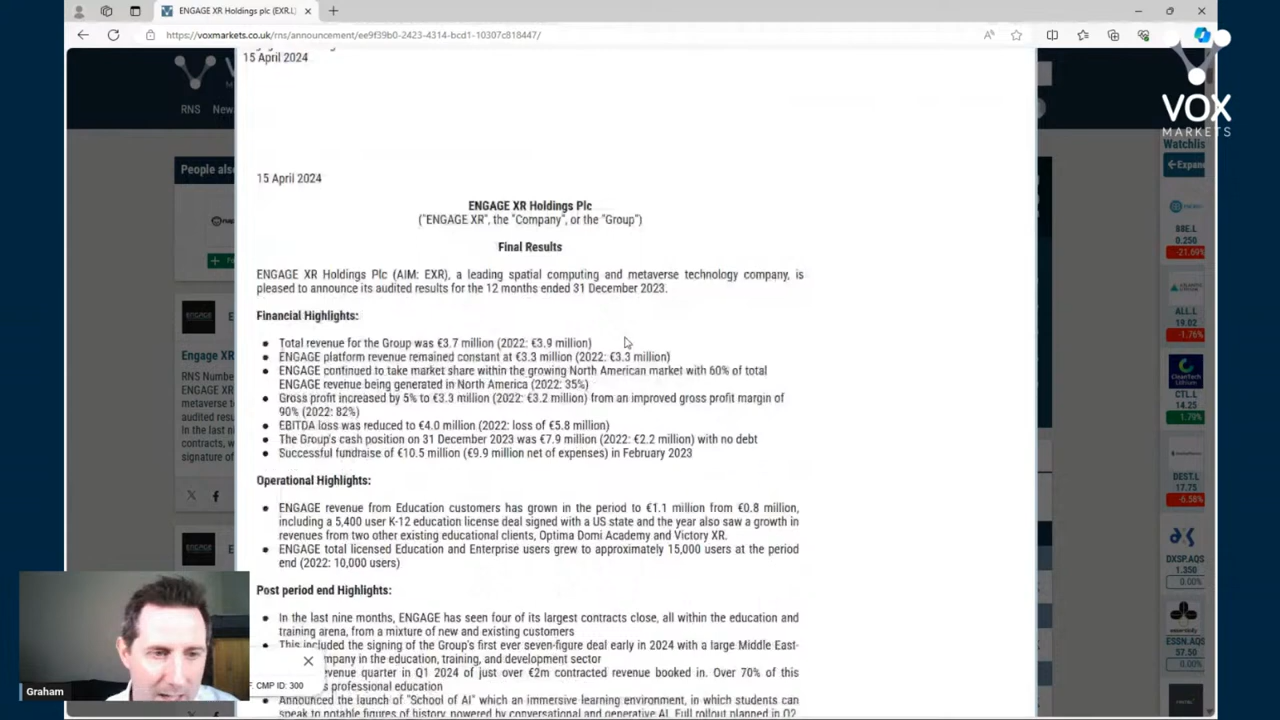 ENGAGE XR Holdings plc (EXR.L)
https://voxmarkets.co.uk/rns/announcement/ee9f39b0-2423-4314-bcd1-10307c818447/
VOX
MARKETS
15 April 2024
RNS
New
People also
Watchlis
Expand
15 April 2024
ENGAGE XR Holdings Plc
("ENGAGE XR", the "Company", or the "Group")
Final Results
ENGAGE XR Holdings Plc (AIM: EXR), a leading spatial computing and metaverse technology company, is
pleased to announce its audited results for the 12 months ended 31 December 2023.
Financial Highlights:
Total revenue for the Group was €3.7 million (2022: €3.9 million)
ENGAGE platform revenue remained constant at €3.3 million (2022: €3.3 million)
ENGAGE continued to take market share within the growing North American market with 60% of total
ENGAGE revenue being generated in North America (2022: 35%)
Gross profit increased by 5% to €3.3 million (2022: €3.2 million) from an improved gross profit margin of
90% (2022: 82%)
EBITDA loss was reduced to €4.0 million (2022: loss of €5.8 million)
The Group's cash position on 31 December 2023 was €7.9 million (2022: €2.2 million) with no debt
Successful fundraise of €10.5 million (€9.9 million net of expenses) in February 2023
Operational Highlights:
ENGAGE revenue from Education customers has grown in the period to €1.1 million from €0.8 million,
including a 5,400 user K-12 education license deal signed with a US state and the year also saw a growth in
revenues from two other existing educational clients, Optima Domi Academy and Victory XR.
ENGAGE total licensed Education and Enterprise users grew to approximately 15,000 users at the period
end (2022: 10,000 users)
Post period end Highlights:
In the last nine months, ENGAGE has seen four of its largest contracts close, all within the education and
training arena, from a mixture of new and existing customers
This included the signing of the Group's first-ever seven-figure deal early in 2024 with a large Middle East-
mpany in the education, training, and development sector
evenue quarter in Q1 2024 of just over €2m contracted revenue booked in. Over 70% of this
s professional education
Announced the launch of "School of AI" which an immersive learning environment, in which students can
speak to notable figures of history, powered by conversational and generative AI. Full rollout planned in Q2
ENGAGE
Engage XR
RNS Number
ENGAGE XR
metaverse te
audited resul
In the last nin
contracts, w
signature of
ENGAGE
CMP ID: 300
Graham
BBE.L
0.250
-21.69%
ALL.L
19.02
-1.76%
CleanTech
Lithium
CTL.L
14.25
1.79%
DEST.L
17.75
-6.58%
DXSP.AQS
1.350
0.00%
ESSN.AQS
57.50
0.00%